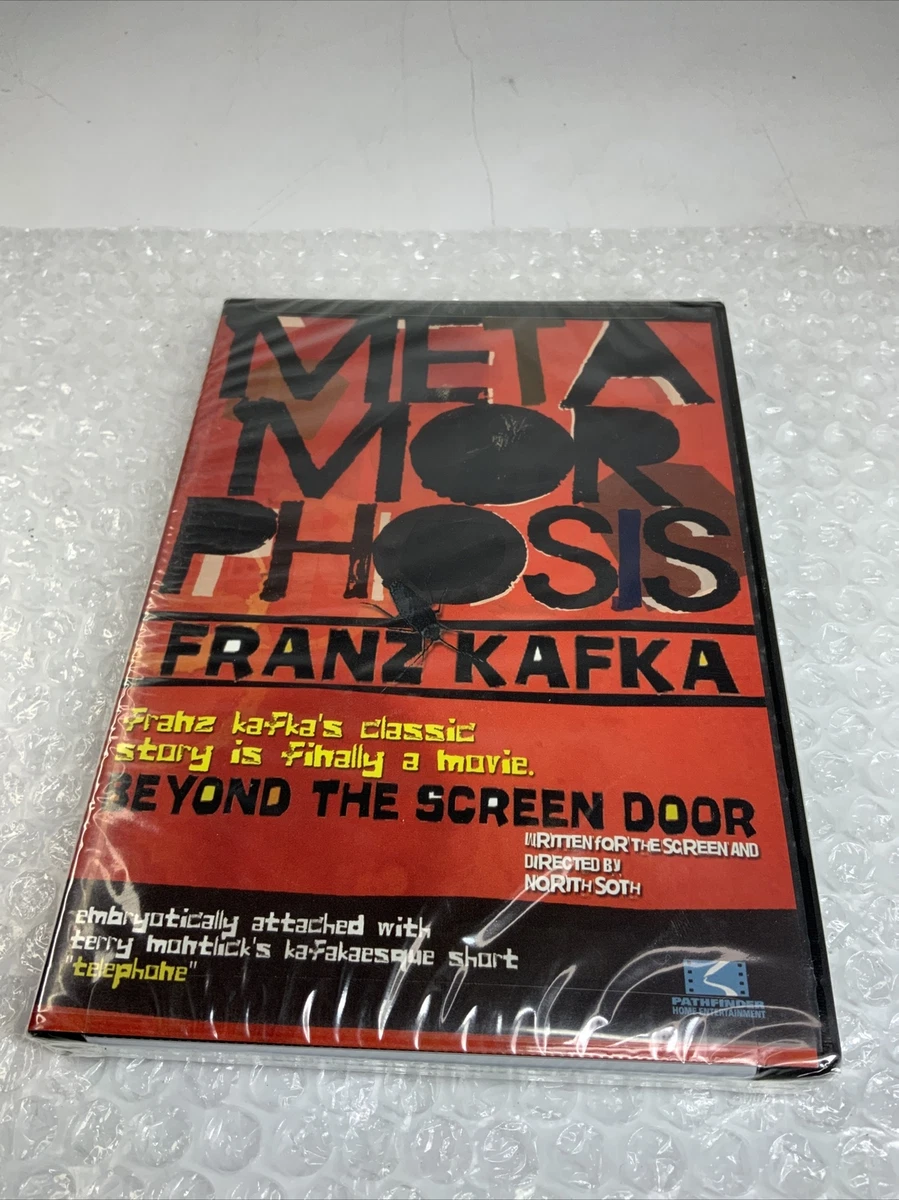 META
MOR
PHOSIS
FRANZ KAFKA
franz kafka's classic
story is finally a movie.
BEYOND THE SCREEN DOOR
WRITTEN FOR THE SCREEN AND
DIRECTED BY
NORITH SOTH
embryotically attached with
terry montlick's kafakaesque short
"telephone"
PATHFINDER
HOME ENTERTAINMENT